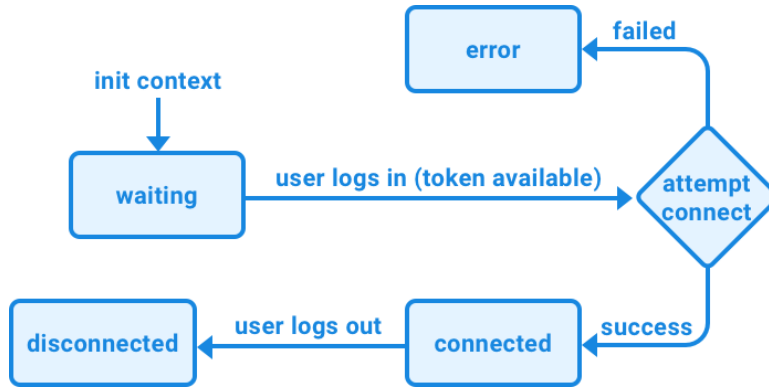 failed
error
init context
waiting
user logs in (token available)
attempt
connect
disconnected
user logs out
connected
success